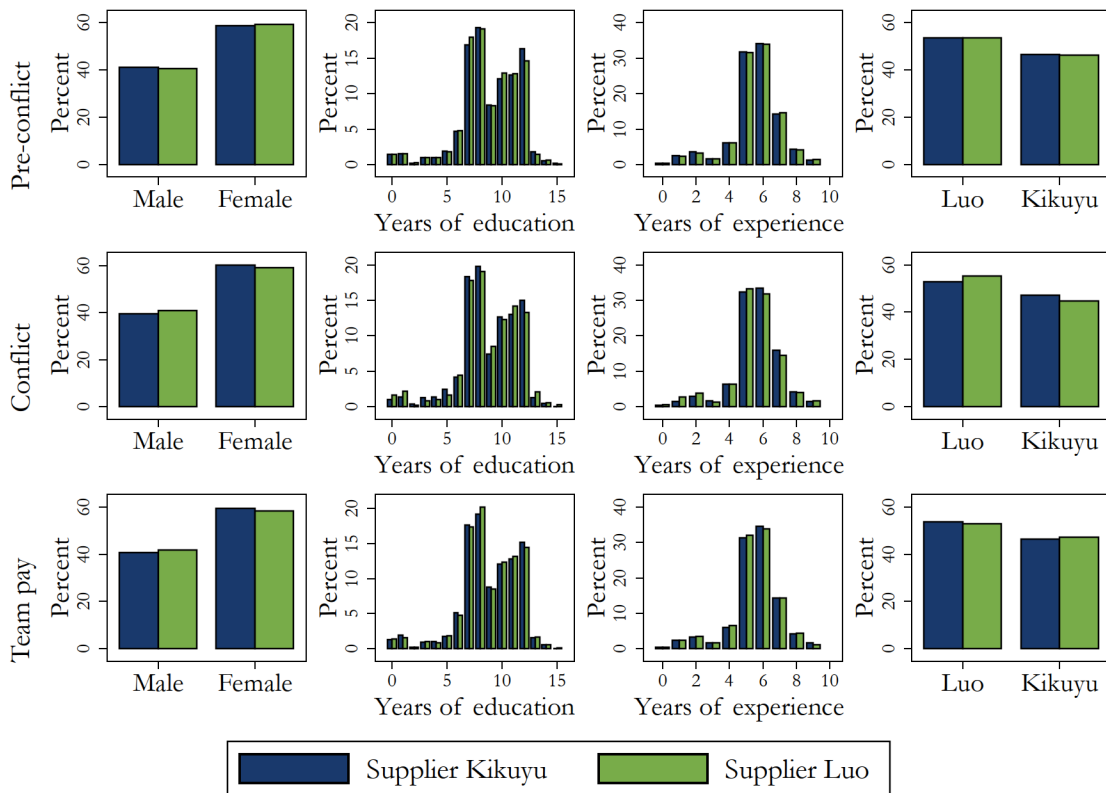 Pre-conflict
Percent
0 20 40 60
Male Female
Percent
0 5 10 15 20
0 5 10 15
Years of education
Percent
0 10 20 30 40
0 2 4 6 8 10
Years of experience
Percent
0 20 40 60
Luo Kikuyu
Conflict
Percent
0 20 40 60
Male Female
Percent
0 5 10 15 20
0 5 10 15
Years of education
Percent
0 10 20 30 40
0 2 4 6 8 10
Years of experience
Percent
0 20 40 60
Luo Kikuyu
Team pay
Percent
0 20 40 60
Male Female
Percent
0 5 10 15 20
0 5 10 15
Years of education
Percent
0 10 20 30 40
0 2 4 6 8 10
Years of experience
Percent
0 20 40 60
Luo Kikuyu
Supplier Kikuyu Supplier Luo